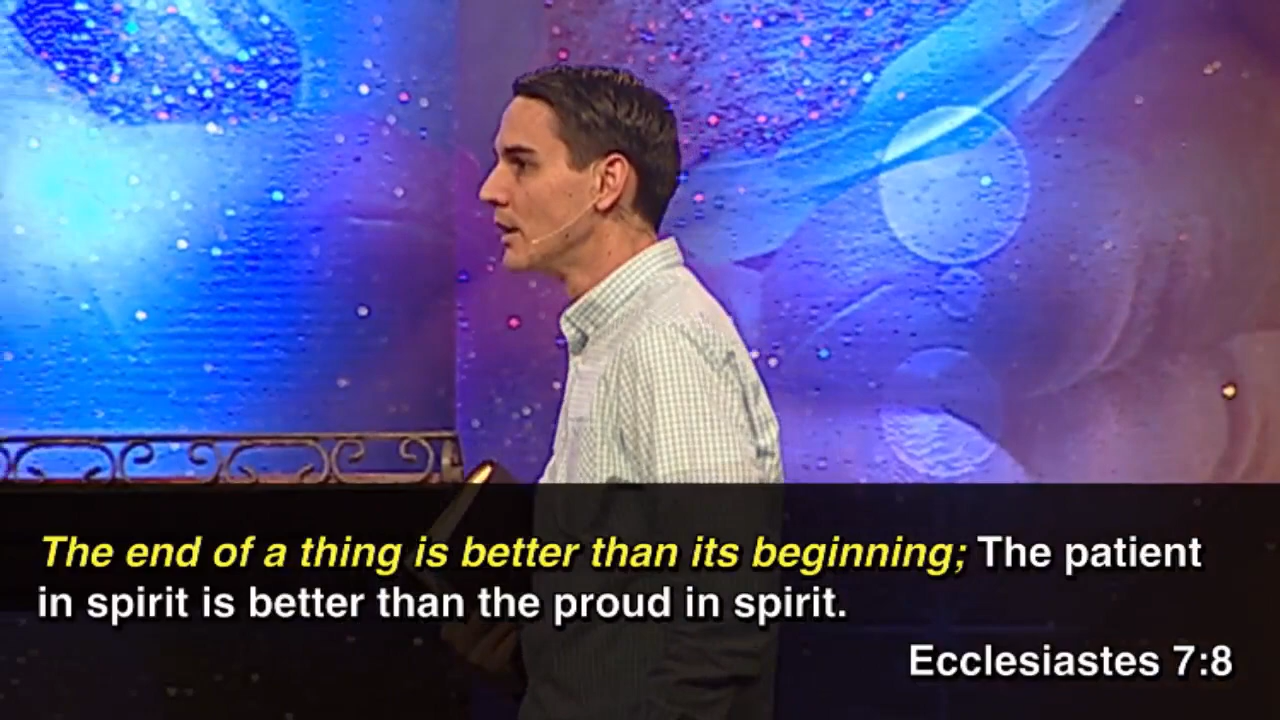 The end of a thing is better than its beginning; The patient
in spirit is better than the proud in spirit.
Ecclesiastes 7:8